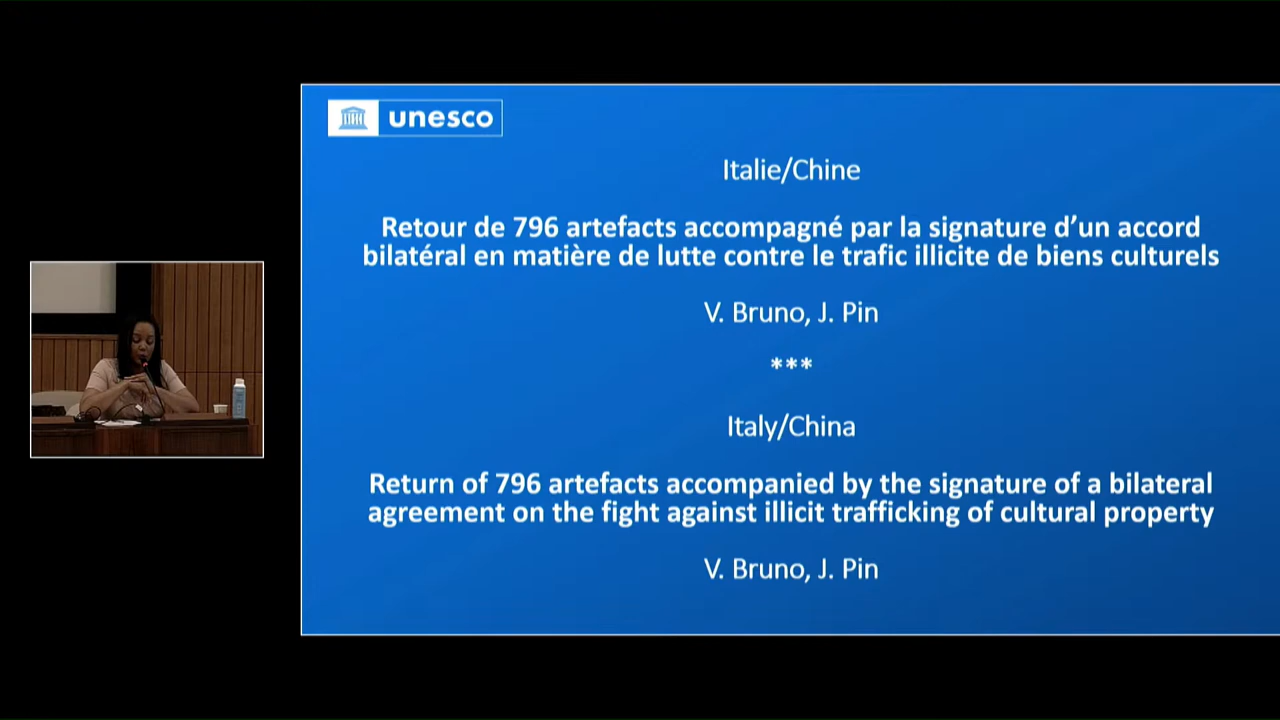 unesco
Italie/Chine
Retour de 796 artefacts accompagné par la signature d’un accord
bilatéral en matière de lutte contre le trafic illicite de biens culturels
V. Bruno, J. Pin
***
Italy/China
Return of 796 artefacts accompanied by the signature of a bilateral
agreement on the fight against illicit trafficking of cultural property
V. Bruno, J. Pin